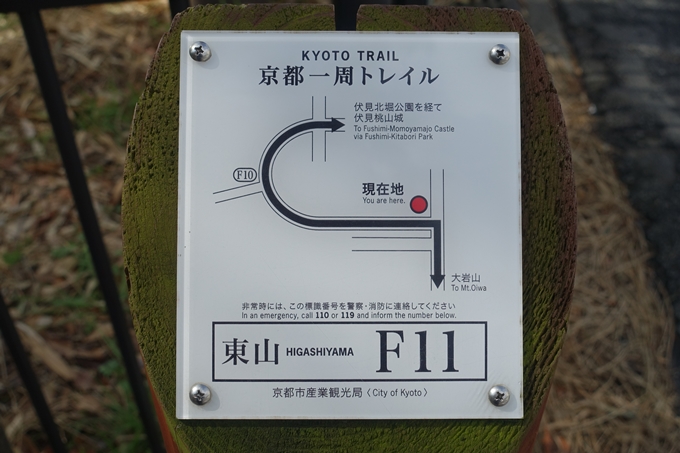 KYOTO TRAIL
京都一周トレイル
伏見北堀公園を経て
伏見桃山城
To Fushimi-Momoyamajo Castle
via Fushimi-Kitabori Park
F10
現在地
You are here.
大岩山
To Mt.Oiwa
非常時には、この標識番号を警察・消防に連絡してください
In an emergency, call 110 or 119 and inform the number below.
東山 HIGASHIYAMA F11
京都市産業観光局〈City of Kyoto〉